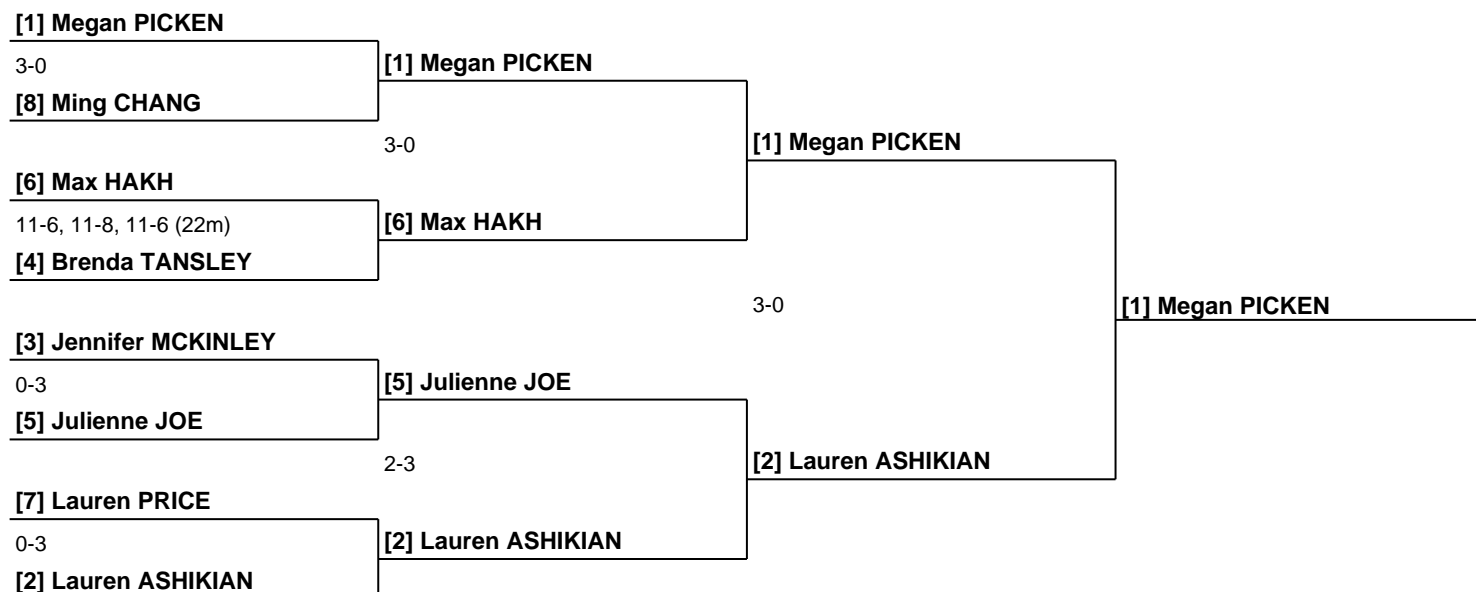 [1] Megan PICKEN
3-0
[1] Megan PICKEN
[8] Ming CHANG
3-0
[1] Megan PICKEN
[6] Max HAKH
11-6, 11-8, 11-6 (22m)
[6] Max HAKH
[4] Brenda TANSLEY
3-0
[1] Megan PICKEN
[3] Jennifer MCKINLEY
0-3
[5] Julienne JOE
[5] Julienne JOE
2-3
[2] Lauren ASHIKIAN
[7] Lauren PRICE
0-3
[2] Lauren ASHIKIAN
[2] Lauren ASHIKIAN